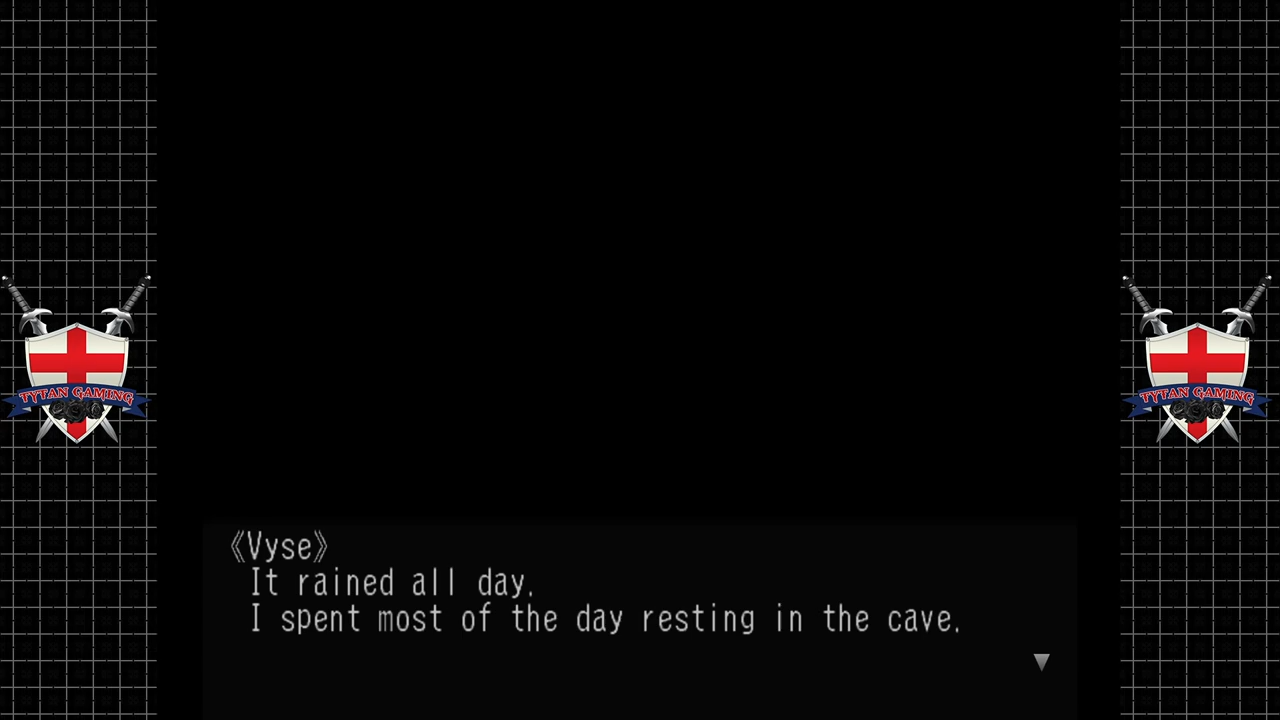 《Vyse》
It rained all day.
I spent most of the day resting in the cave.
TYTAN GAMING
TYTAN GAMING